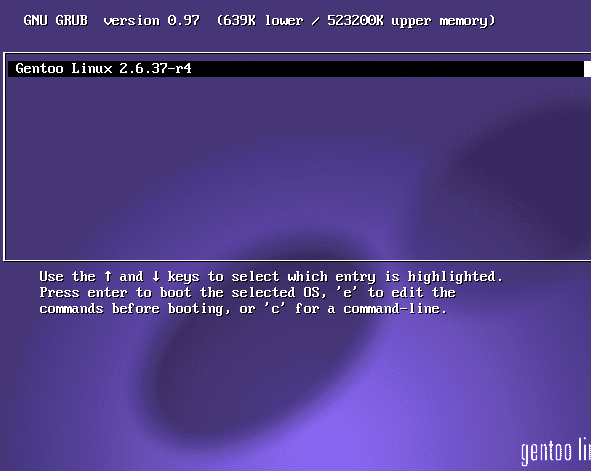 GNU GRUB version 0.97 (639K lower / 523200K upper memory)
Gentoo Linux 2.6.37-r4
Use the ↑ and ↓ keys to select which entry is highlighted.
Press enter to boot the selected OS, 'e' to edit the
commands before booting, or 'c' for a command-line.
gentoo li